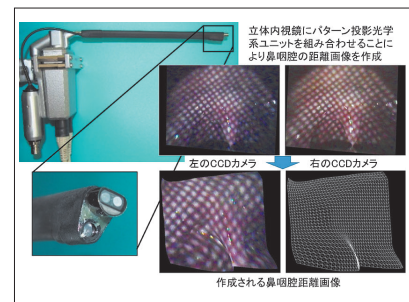 立体内視鏡にパターン投影光学
系ユニットを組み合わせることに
より鼻咽腔の距離画像を作成
左のCCDカメラ
右のCCDカメラ
作成される鼻咽腔距離画像